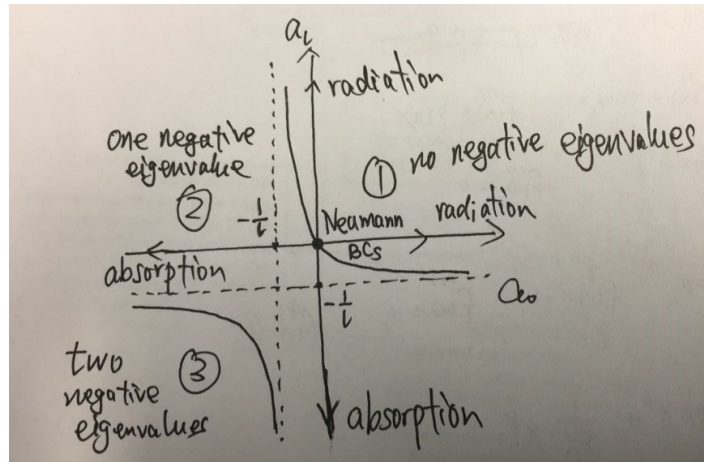 a_l
radiation
one negative
eigenvalue
②
① no negative eigenvalues
-1/l
Neumann
BCs
radiation
absorption
a_0
-1/l
two
negative
eigenvalues
③
absorption